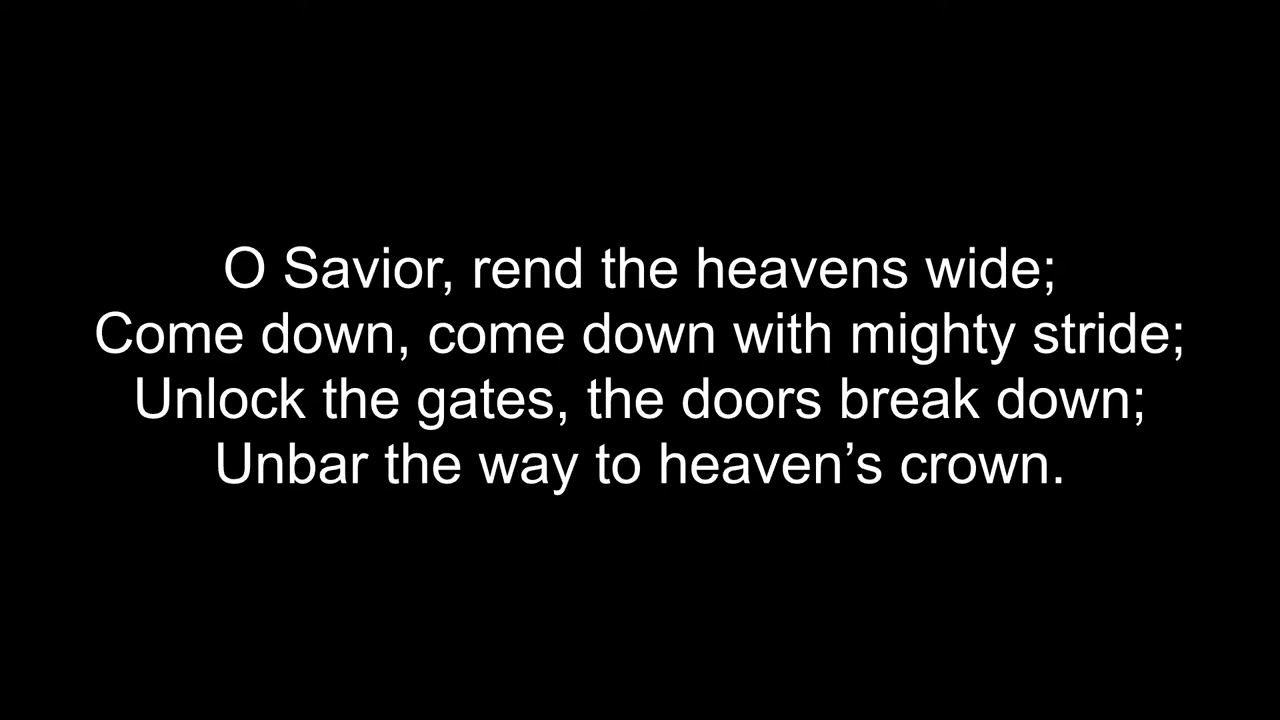 O Savior, rend the heavens wide;
Come down, come down with mighty stride;
Unlock the gates, the doors break down;
Unbar the way to heaven’s crown.